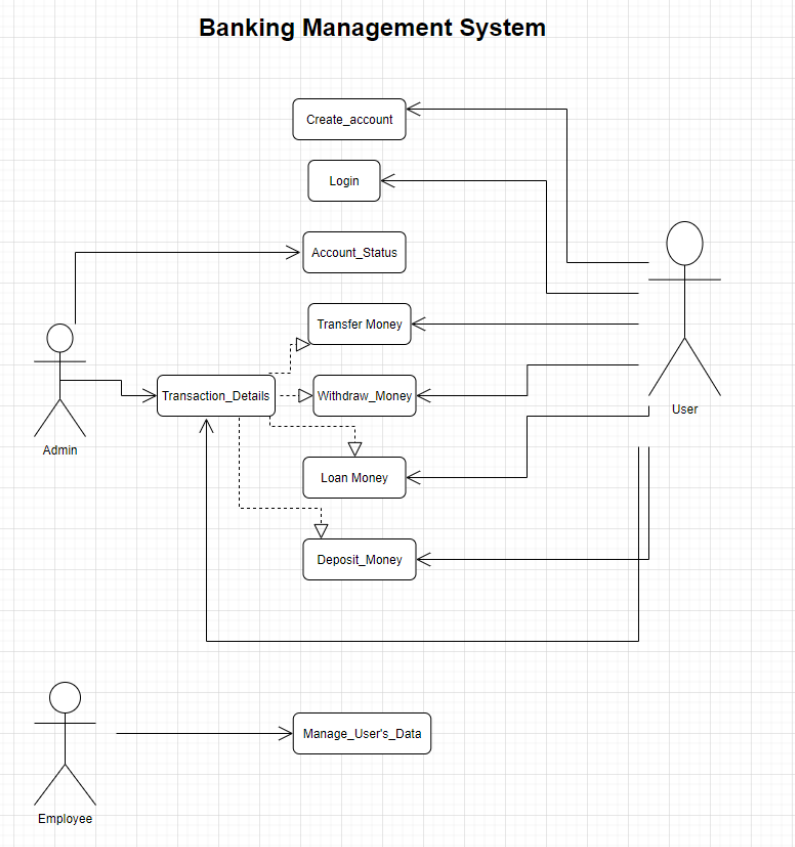 Banking Management System
Create_account
Login
Account_Status
Transfer Money
Transaction_Details
Withdraw_Money
User
Admin
Loan Money
Deposit_Money
Manage_User's_Data
Employee